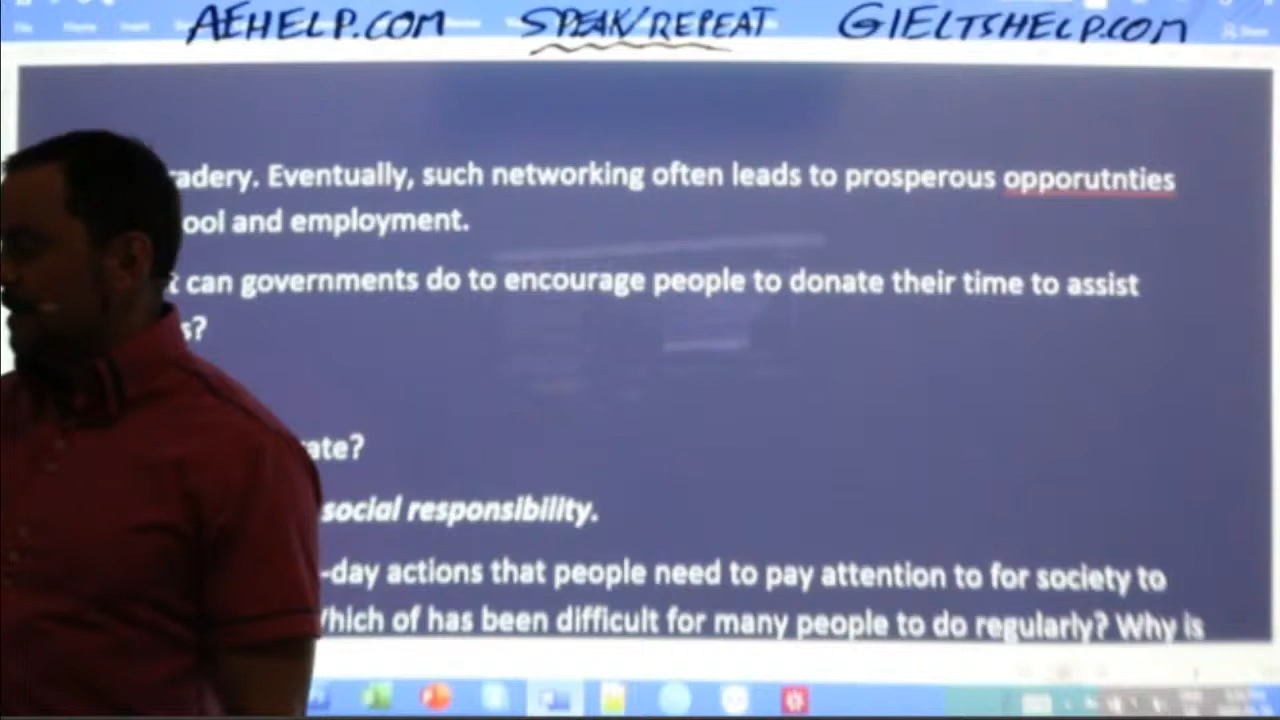 AEHELP.COM SPEAK/REPEAT GIELTSHELP.COM
radery. Eventually, such networking often leads to prosperous opporutnties
ool and employment.
t can governments do to encourage people to donate their time to assist
s?
ate?
social responsibility.
-day actions that people need to pay attention to for society to
hich of has been difficult for many people to do regularly? Why is